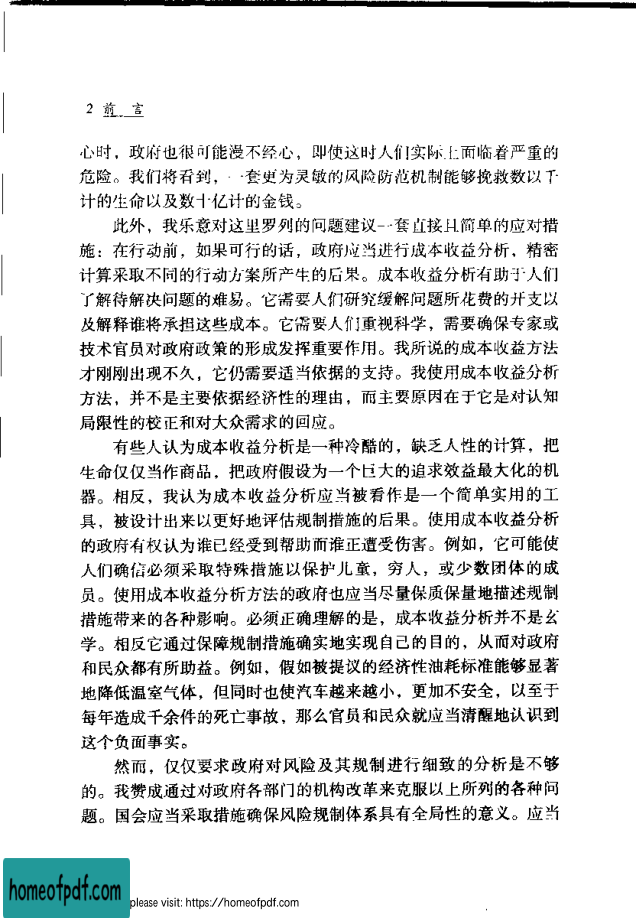 2 前 言
心时，政府也很可能漫不经心，即使这时人们实际上面临着严重的
危险。我们将看到，一套更为灵敏的风险防范机制能够挽救数以千
计的生命以及数十亿计的金钱。
此外，我乐意对这里罗列的问题建议一套直接且简单的应对措
施：在行动前，如果可行的话，政府应当进行成本收益分析，精密
计算采取不同的行动方案所产生的后果。成本收益分析有助于人们
了解待解决问题的难易。它需要人们研究缓解问题所花费的开支以
及解释谁将承担这些成本。它需要人们重视科学，需要确保专家或
技术官员对政府政策的形成发挥重要作用。我所说的成本收益方法
才刚刚出现不久，它仍需要适当依据的支持。我使用成本收益分析
方法，并不是主要依据经济性的理由，而主要原因在于它是对认知
局限性的校正和对大众需求的回应。
有些人认为成本收益分析是一种冷酷的，缺乏人性的计算，把
生命仅仅当作商品，把政府假设为一个巨大的追求效益最大化的机
器。相反，我认为成本收益分析应当被看作是一个简单实用的工
具，被设计出来以更好地评估规制措施的后果。使用成本收益分析
的政府有权认为谁已经受到帮助而谁正遭受伤害。例如，它可能使
人们确信必须采取特殊措施以保护儿童，穷人，或少数团体的成
员。使用成本收益分析方法的政府也应当尽量保质保量地描述规制
措施带来的各种影响。必须正确理解的是，成本收益分析并不是玄
学。相反它通过保障规制措施确实地实现自己的目的，从而对政府
和民众都有所助益。例如，假如被提议的经济性油耗标准能够显著
地降低温室气体，但同时也使汽车越来越小，更加不安全，以至于
每年造成千余件的死亡事故，那么官员和民众就应当清醒地认识到
这个负面事实。
然而，仅仅要求政府对风险及其规制进行细致的分析是不够
的。我赞成通过对政府各部门的机构改革来克服以上所列的各种问
题。国会应当采取措施确保风险规制体系具有全局性的意义。应当
homeofpdf.com
please visit: https://homeofpdf.com